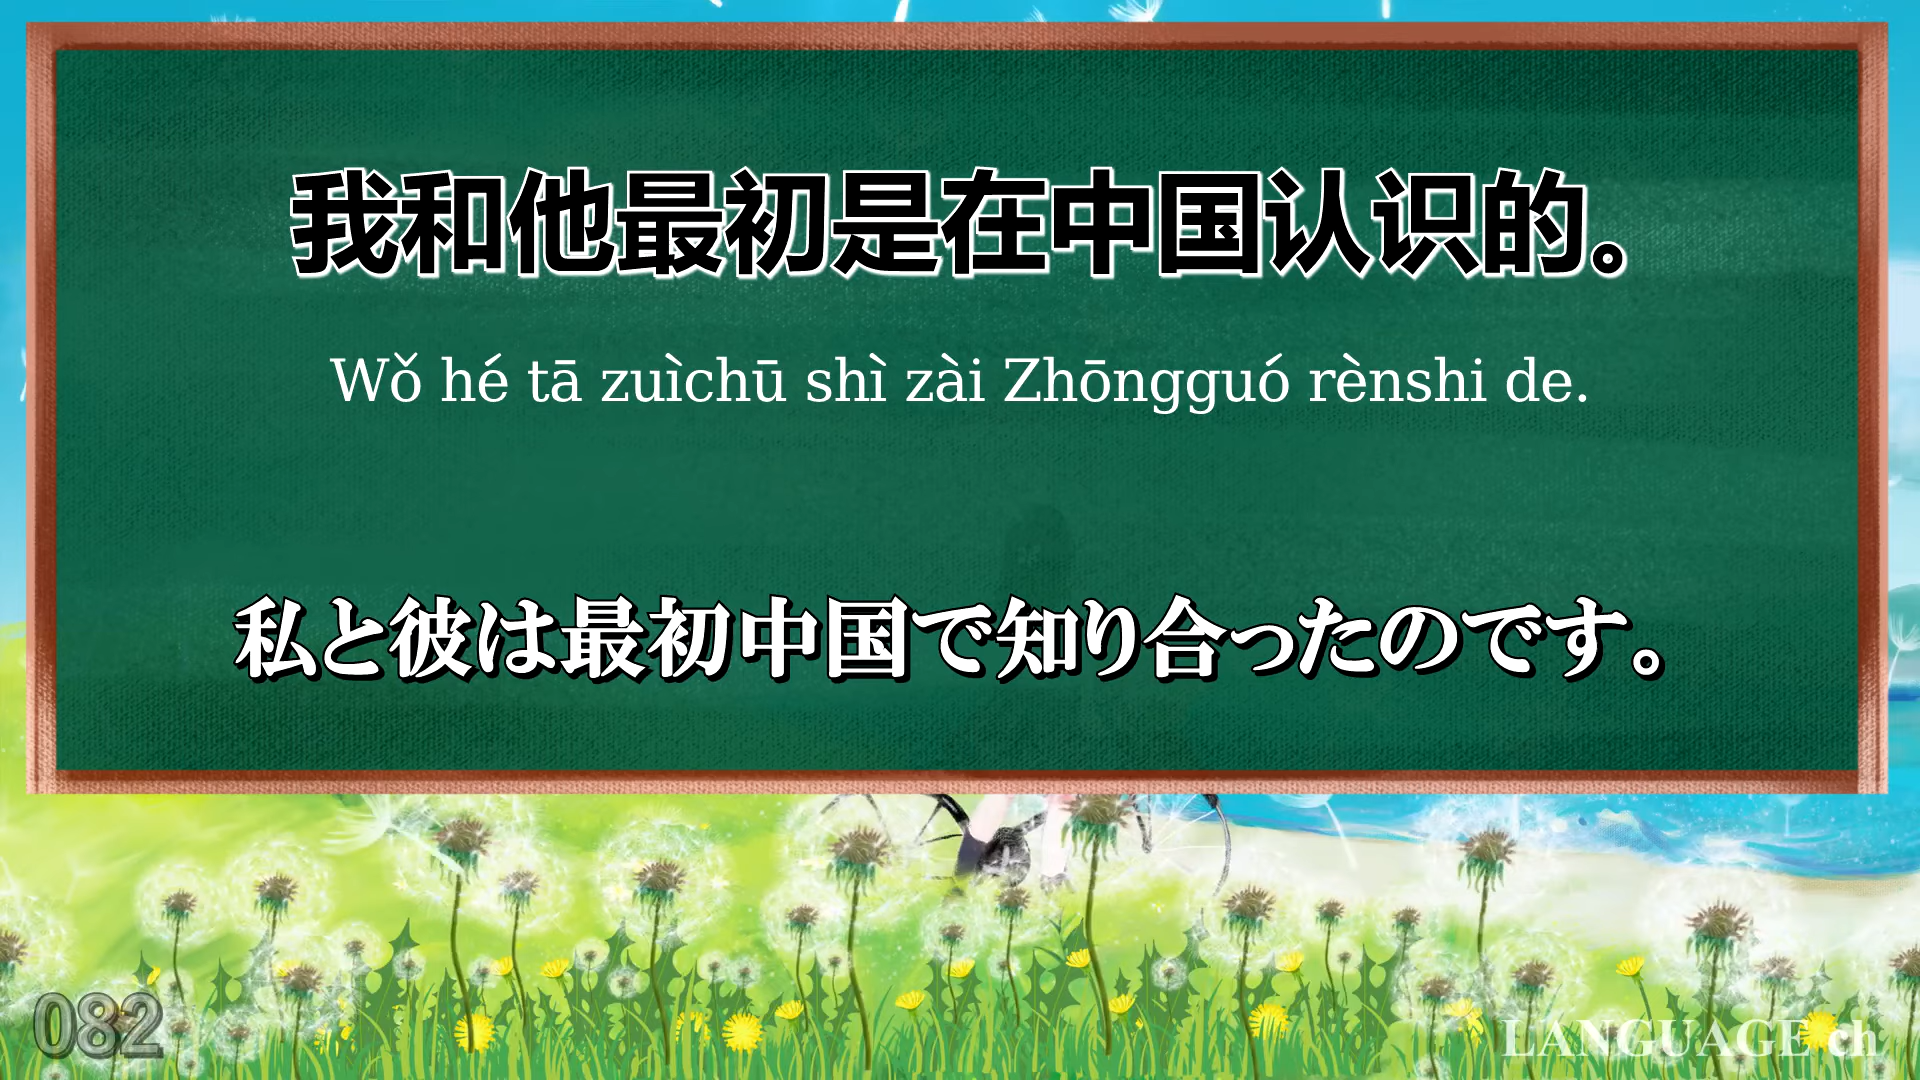 我和他最初是在中国认识的。
Wǒ hé tā zuìchū shì zài Zhōngguó rènshi de.
私と彼は最初中国で知り合ったのです。
082
LANGUAGE ch